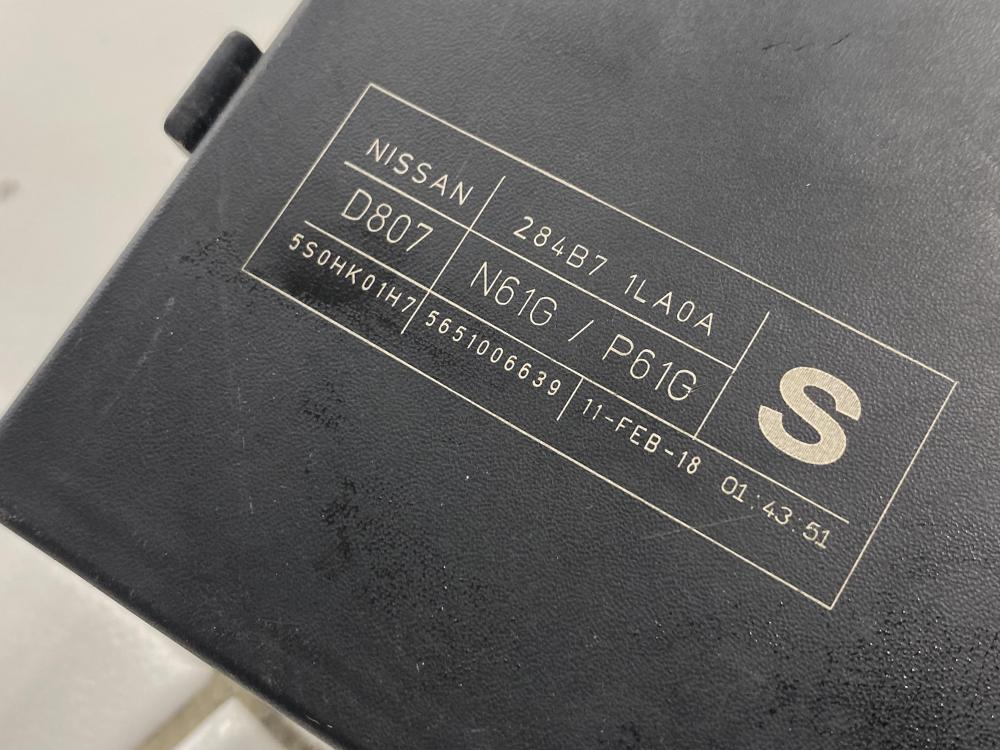 NISSAN 284B7 1LA0A
D807 N61G / P61G S
5S0HK01H7 5651006639 11-FEB-18 01:43:51